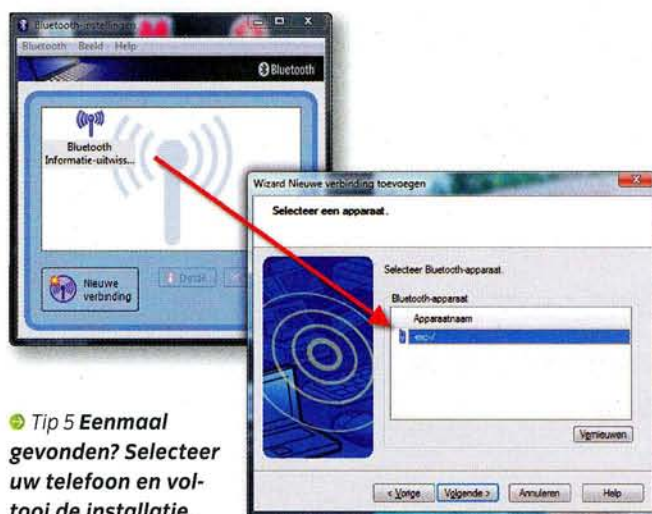 Bluetooth-instellingen
Bluetooth Beeld Help
Bluetooth
Bluetooth
Informatie-uitwiss...
Nieuwe
verbinding
Detail
Wizard Nieuwe verbinding toevoegen
Selecteer een apparaat.
Selecteer Bluetooth-apparaat.
Bluetooth-apparaat
Apparaatnaam
Vernieuwen
< Vorige Volgende > Annuleren Help
Tip 5 Eenmaal
gevonden? Selecteer
uw telefoon en vol-
tooi de installatie